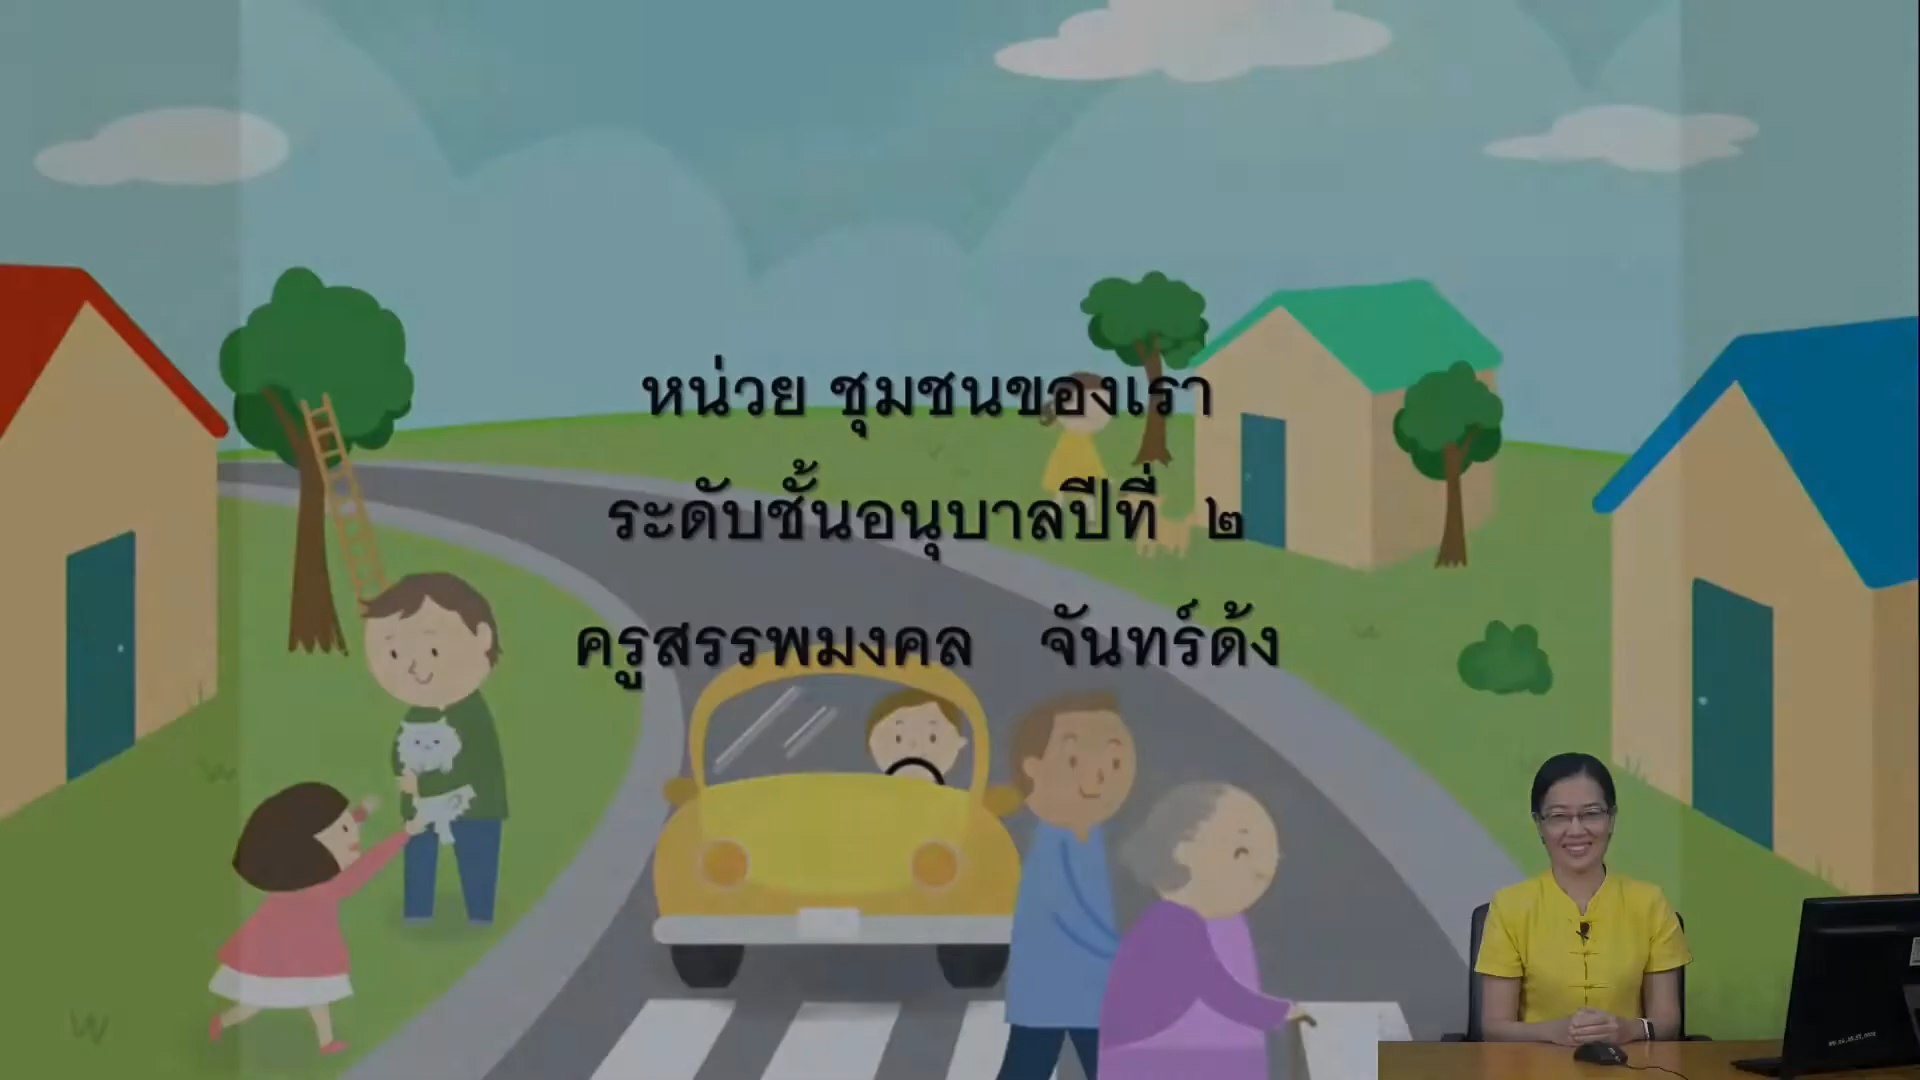 หน่วย ชุมชนของเรา
ระดับชั้นอนุบาลปีที่ ๒
ครูสรรพมงคล จันทร์ด้ง